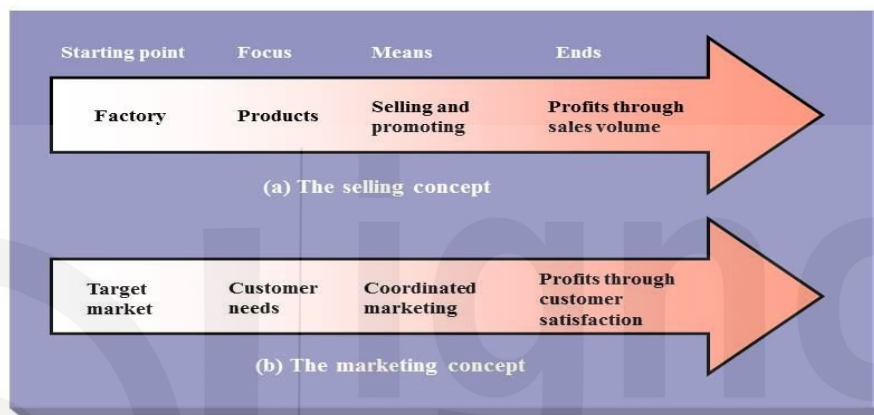 Starting point Focus Means Ends
Factory Products Selling and promoting Profits through sales volume
(a) The selling concept
Target market Customer needs Coordinated marketing Profits through customer satisfaction
(b) The marketing concept